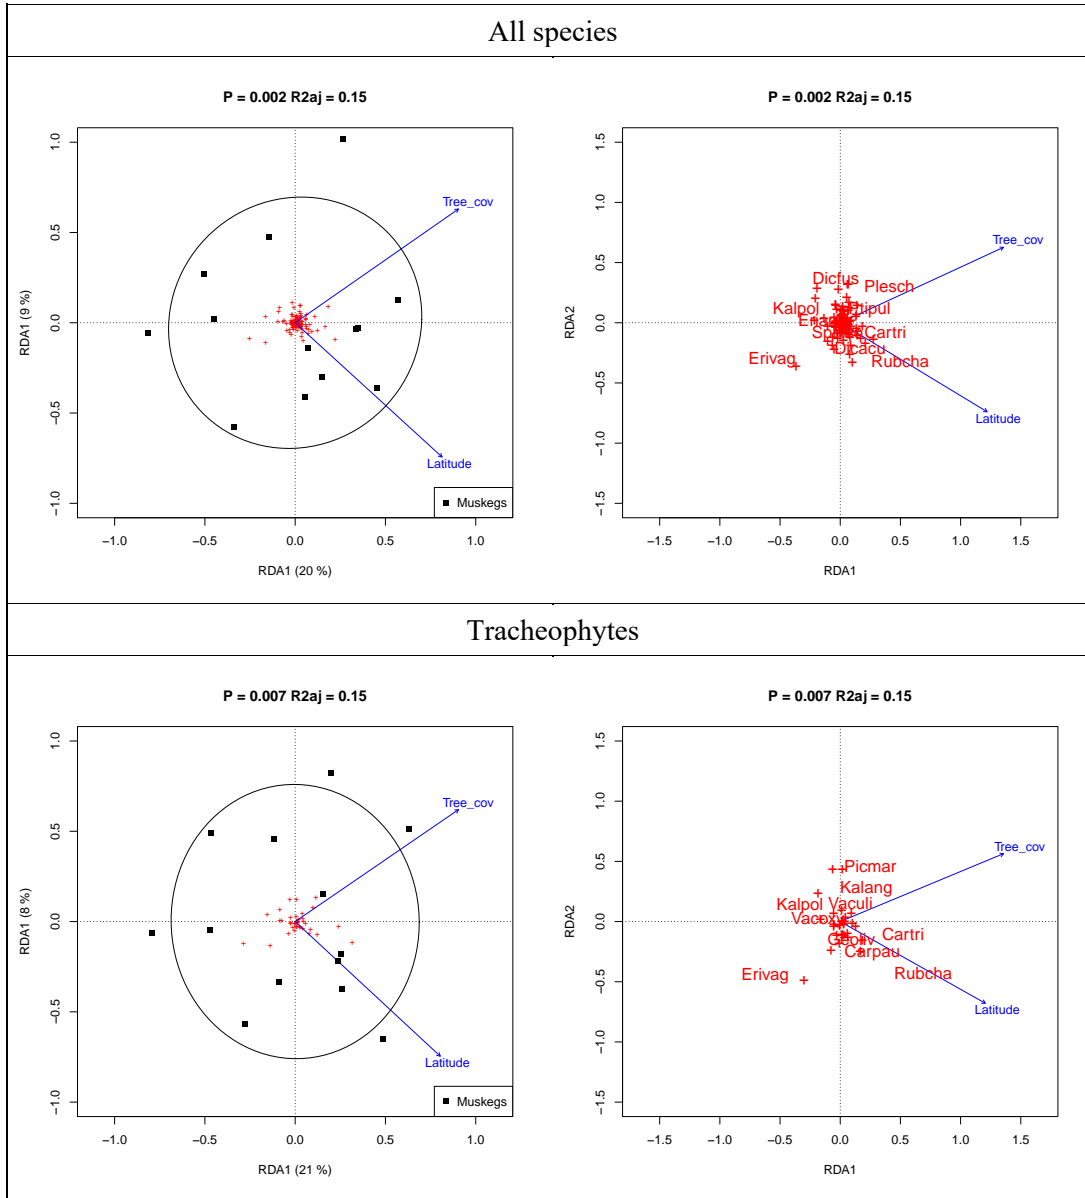 All species
P = 0.002 R2aj = 0.15
1.0
0.5
0.0
−0.5
−1.0
RDA1 (9 %)
Tree_cov
Latitude
Muskegs
−1.0 −0.5 0.0 0.5 1.0
RDA1 (20 %)
P = 0.002 R2aj = 0.15
1.5
1.0
0.5
0.0
−0.5
−1.0
−1.5
RDA2
Tree_cov
Dicfus Plesch
Kalpol
Cartri
Dicacu
Erivag Rubcha
Latitude
−1.5 −1.0 −0.5 0.0 0.5 1.0 1.5
RDA1
Tracheophytes
P = 0.007 R2aj = 0.15
1.0
0.5
0.0
−0.5
−1.0
RDA1 (8 %)
Tree_cov
Latitude
Muskegs
−1.0 −0.5 0.0 0.5 1.0
RDA1 (21 %)
P = 0.007 R2aj = 0.15
1.5
1.0
0.5
0.0
−0.5
−1.0
−1.5
RDA2
Tree_cov
Picmar
Kalang
Kalpol Vaculi
Vacoxy
Cartri
Carpau
Erivag Rubcha
Latitude
−1.5 −1.0 −0.5 0.0 0.5 1.0 1.5
RDA1